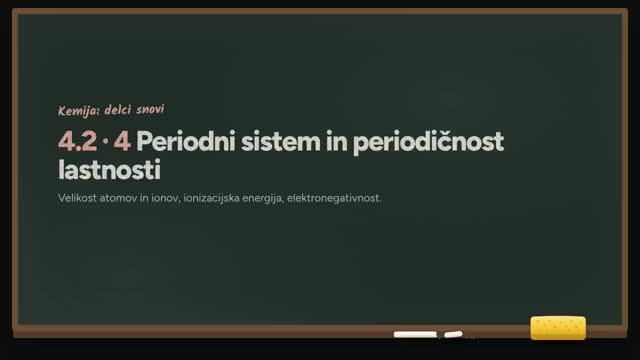 Kemija: delci snovi
4.2 · 4 Periodni sistem in periodičnost
lastnosti
Velikost atomov in ionov, ionizacijska energija, elektronegativnost.